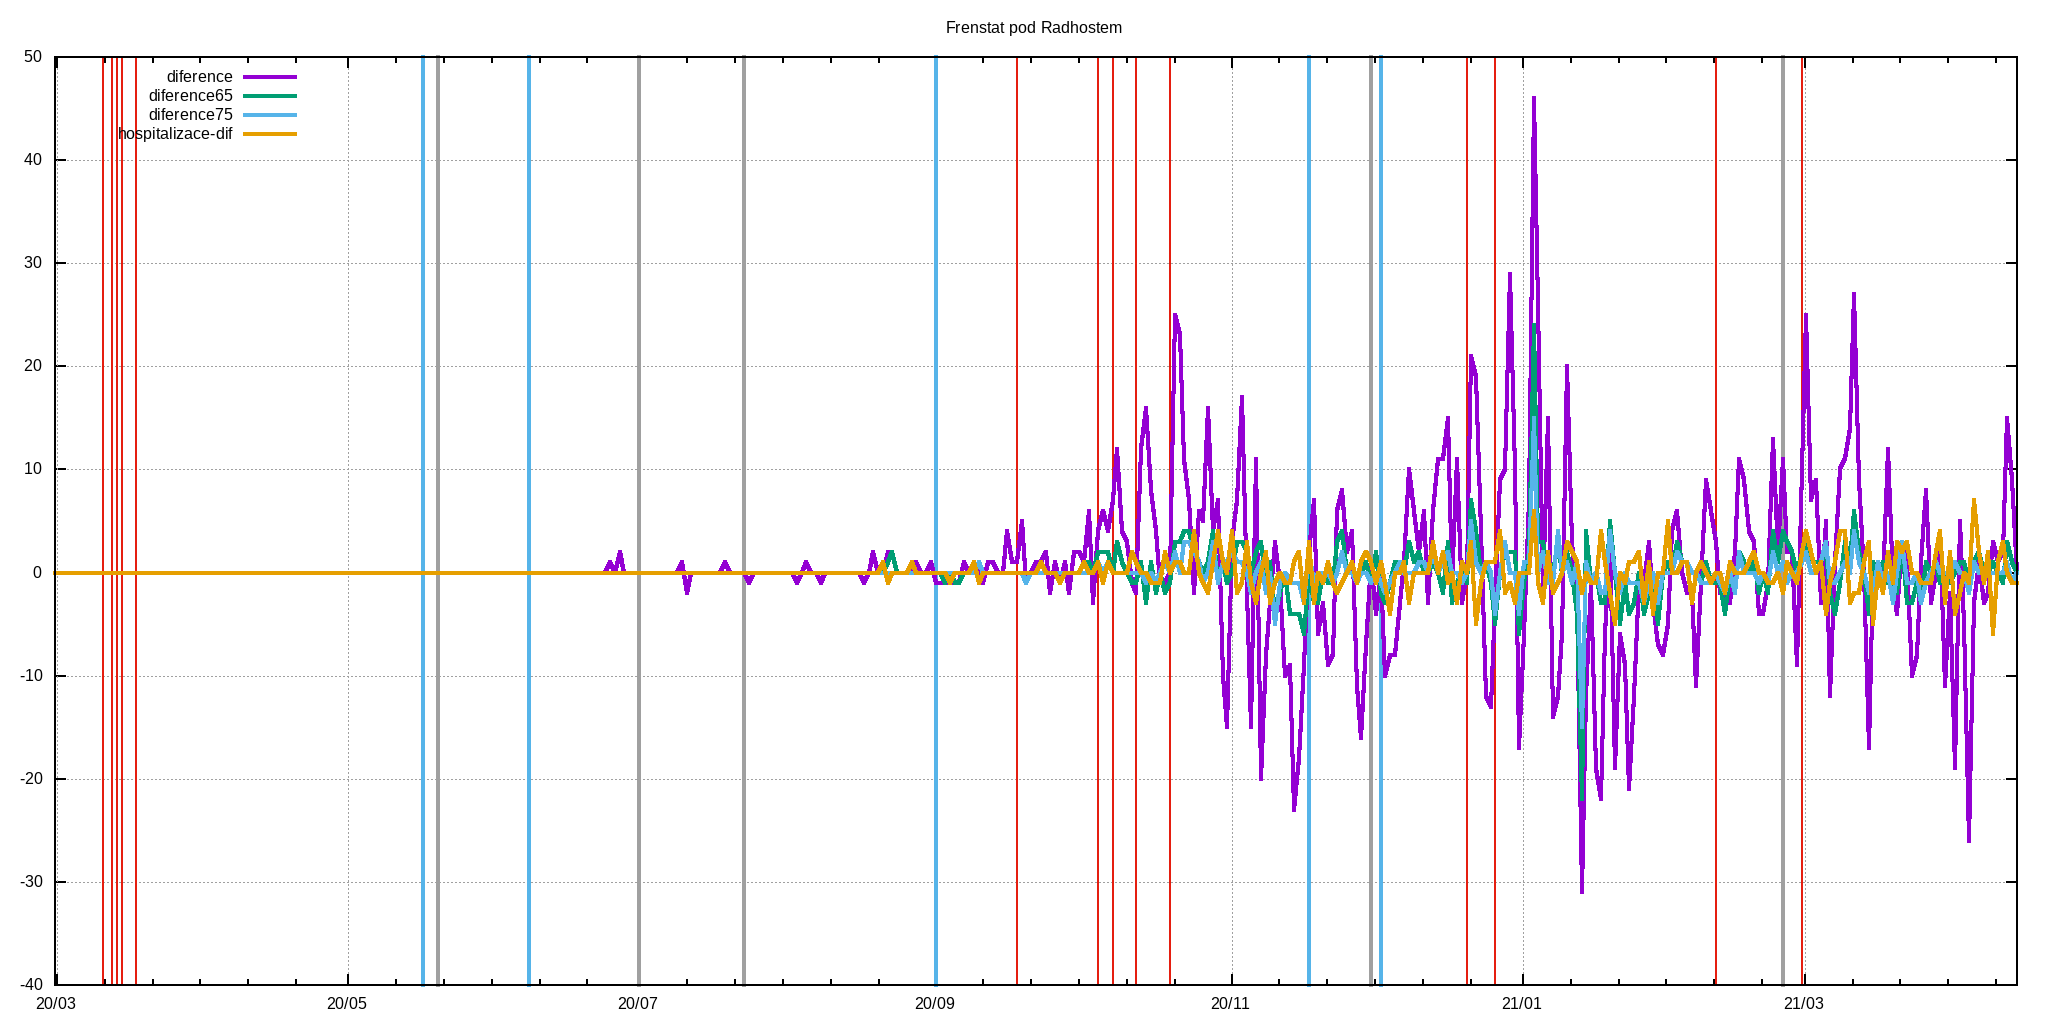 Frenstat pod Radhostem
50
diference
diference65
diference75
hospitalizace-dif
40
30
20
10
0
-10
-20
-30
-40
20/03 20/05 20/07 20/09 20/11 21/01 21/03